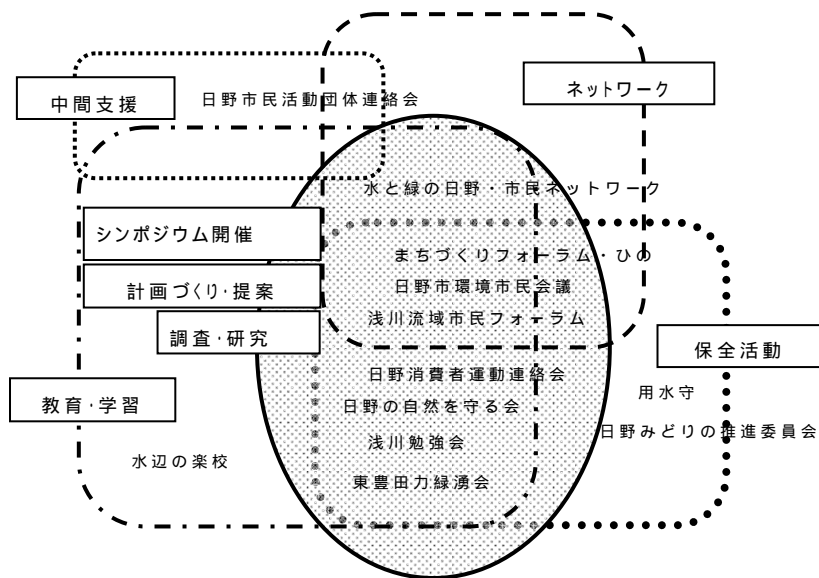 中間支援
日野市民活動団体連絡会
ネットワーク
水と緑の日野・市民ネットワーク
シンポジウム開催
まちづくりフォーラム・ひの
計画づくり・提案
日野市環境市民会議
浅川流域市民フォーラム
調査・研究
保全活動
日野消費者運動連絡会
教育・学習
用水守
日野の自然を守る会
日野みどりの推進委員会
浅川勉強会
水辺の楽校
東豊田力緑湧会